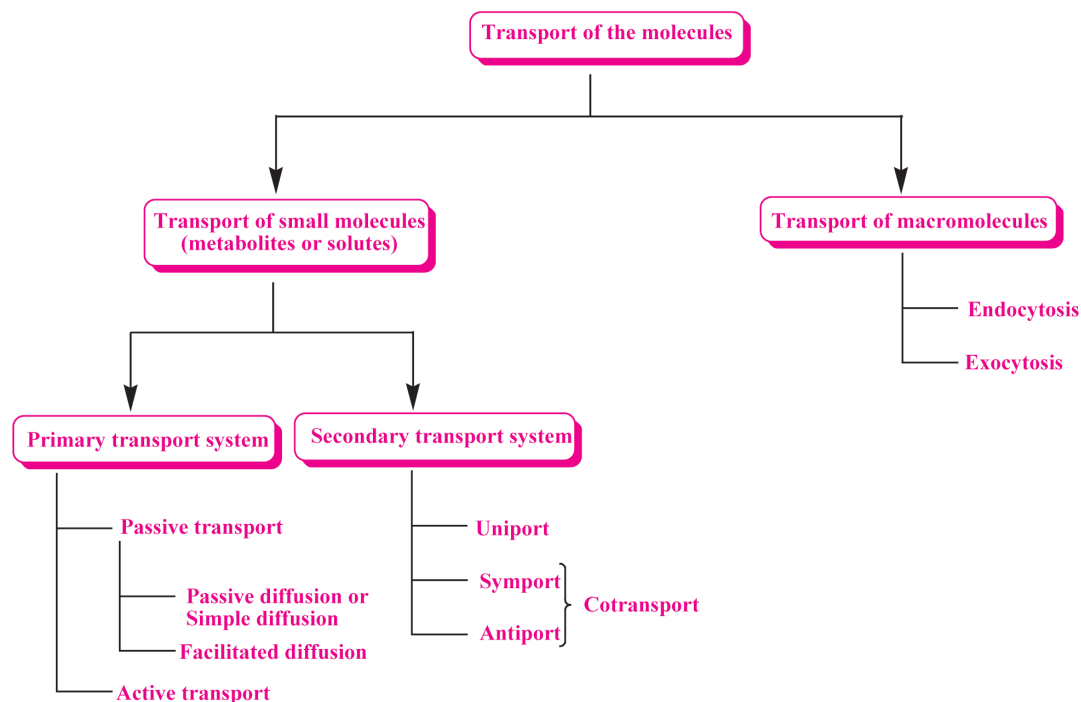 Transport of the molecules
Transport of small molecules
(metabolites or solutes)
Transport of macromolecules
Endocytosis
Exocytosis
Primary transport system
Secondary transport system
Passive transport
Passive diffusion or
Simple diffusion
Facilitated diffusion
Active transport
Uniport
Symport
Antiport
Cotransport